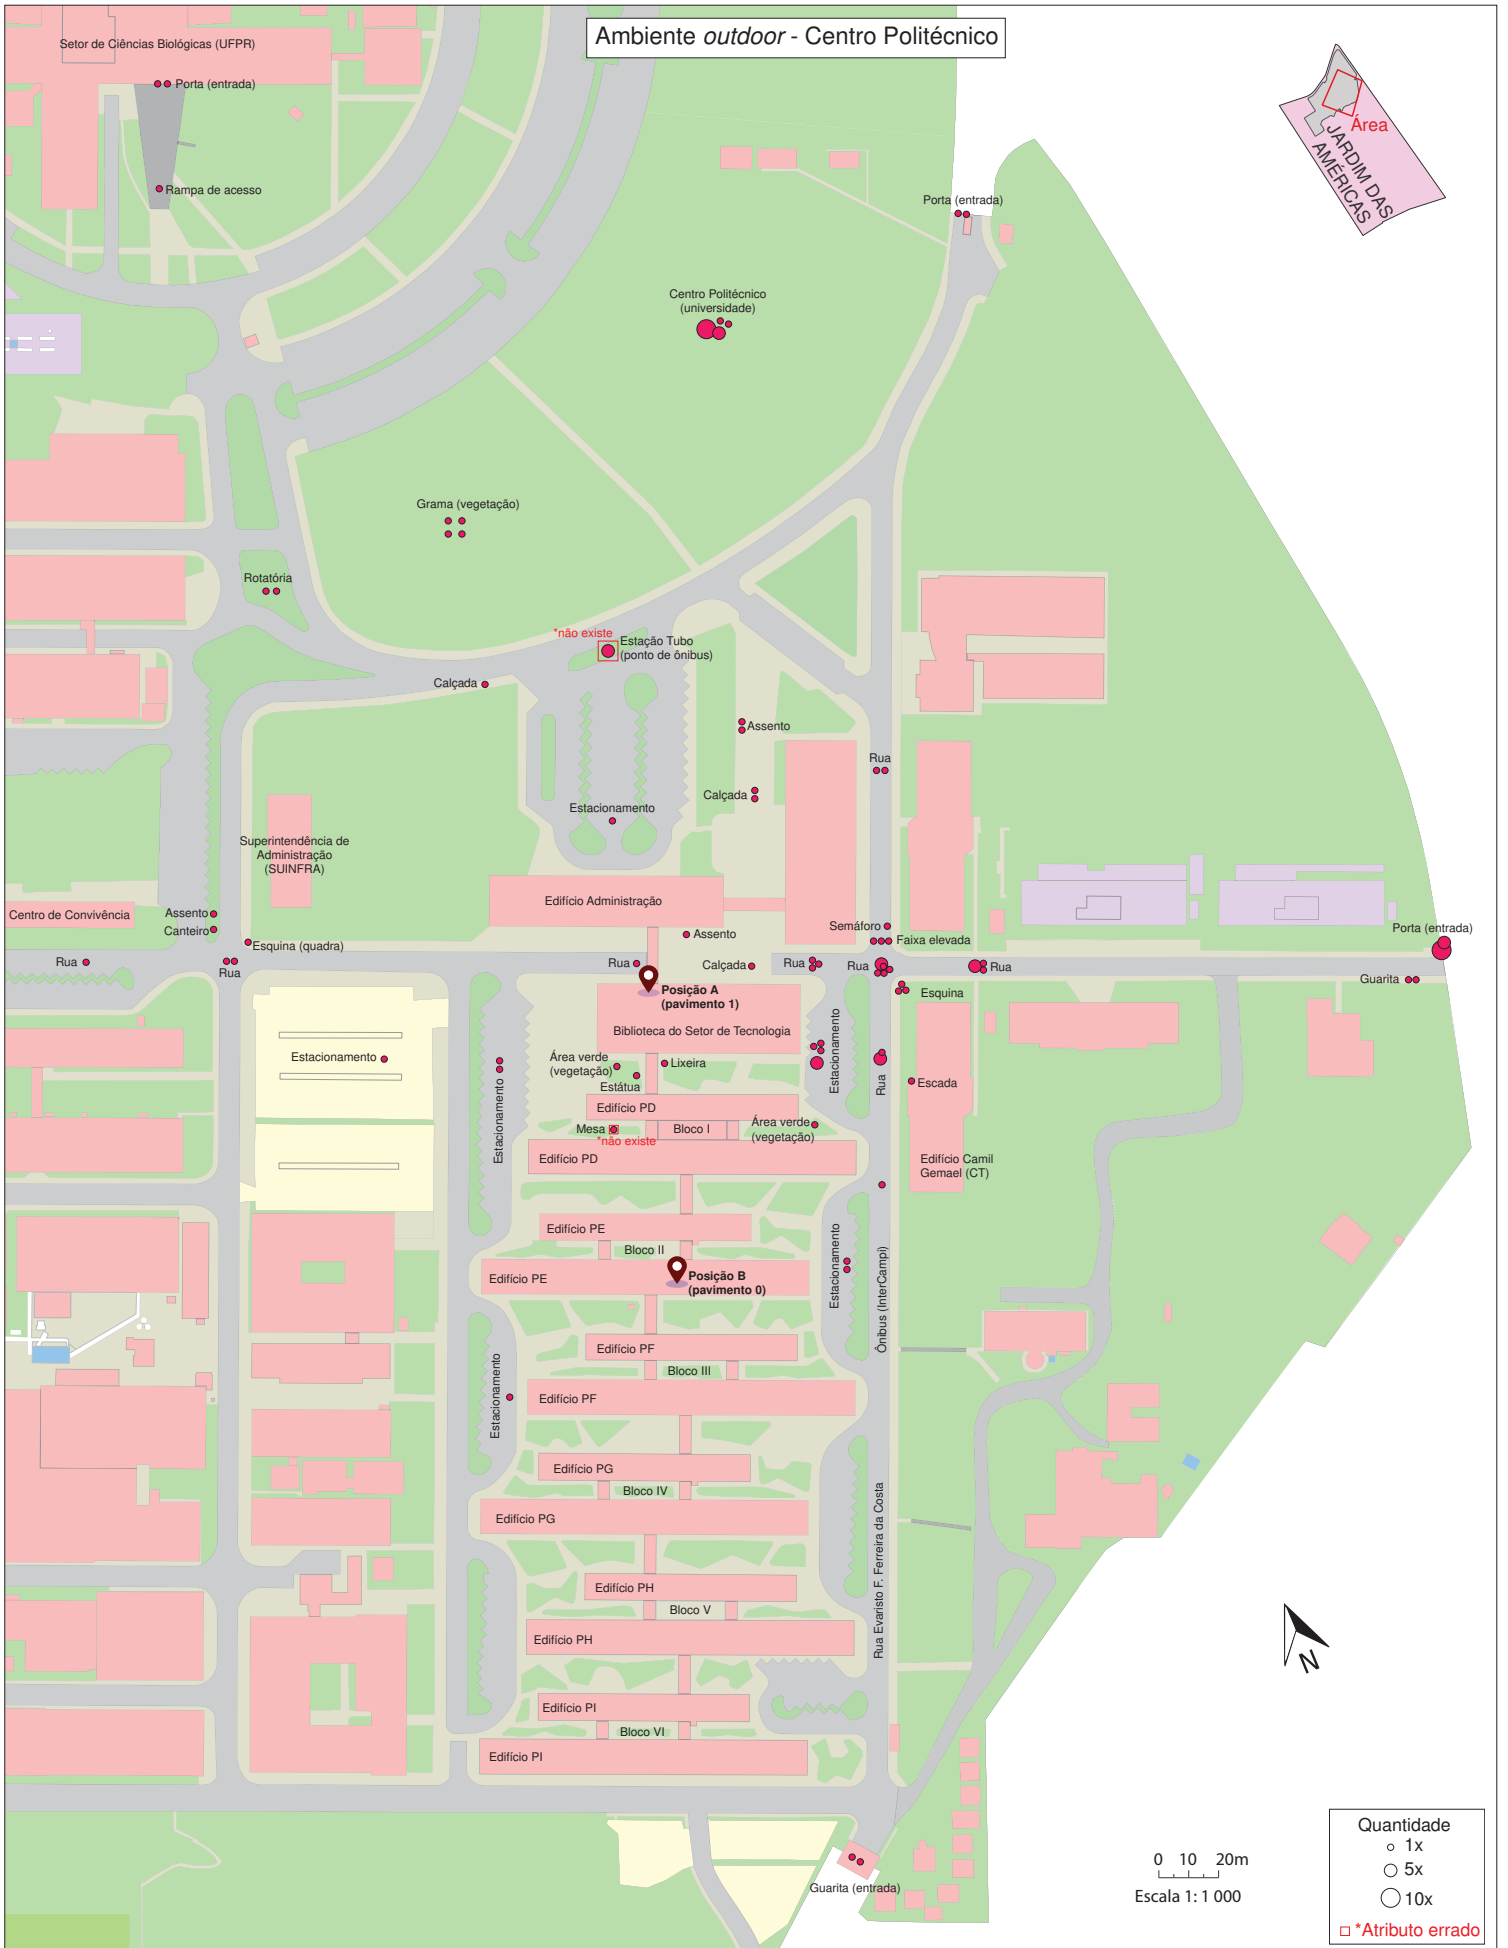 Ambiente outdoor - Centro Politécnico
Setor de Ciências Biológicas (UFPR)
Porta (entrada)
Rampa de acesso
Área
JARDIM DAS
AMÉRICAS
Porta (entrada)
Centro Politécnico
(universidade)
Grama (vegetação)
Rotatória
*não existe
Estação Tubo
(ponto de ônibus)
Calçada
Assento
Rua
Calçada
Estacionamento
Superintendência de
Administração
(SUINFRA)
Edifício Administração
Centro de Convivência
Assento
Canteiro
Esquina (quadra)
Rua
Rua
Assento
Semáforo
Faixa elevada
Porta (entrada)
Rua
Calçada
Rua
Rua
Rua
Guarita
Posição A
(pavimento 1)
Esquina
Biblioteca do Setor de Tecnologia
Estacionamento
Estacionamento
Área verde
(vegetação)
Lixeira
Estátua
Rua
Escada
Estacionamento
Edifício PD
Mesa
*não existe
Bloco I
Área verde
(vegetação)
Edifício PD
Edifício Camil
Gemael (CT)
Edifício PE
Bloco II
Edifício PE
Posição B
(pavimento 0)
Estacionamento
Ônibus (InterCampi)
Edifício PF
Bloco III
Edifício PF
Estacionamento
Edifício PG
Bloco IV
Edifício PG
Rua Evaristo F. Ferreira da Costa
Edifício PH
Bloco V
Edifício PH
Edifício PI
Bloco VI
Edifício PI
N
Guarita (entrada)
0 10 20m
Escala 1: 1 000
Quantidade
1x
5x
10x
*Atributo errado